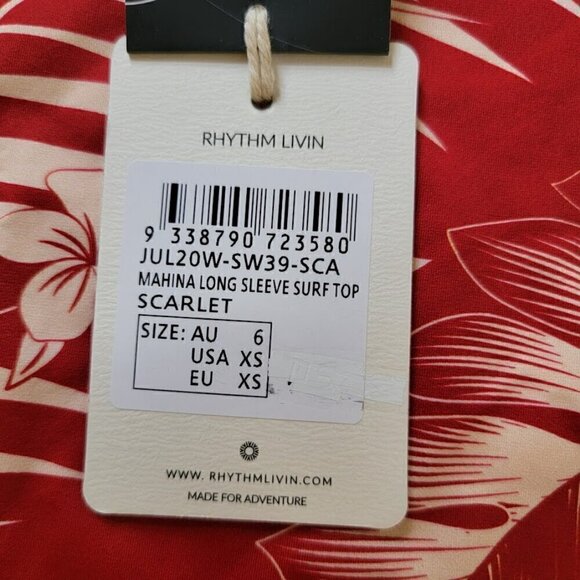 RHYTHM LIVIN
9 338790 723580
JUL20W-SW39-SCA
MAHINA LONG SLEEVE SURF TOP
SCARLET
SIZE: AU 6
USA XS
EU XS
WWW. RHYTHMLIVIN.COM
MADE FOR ADVENTURE